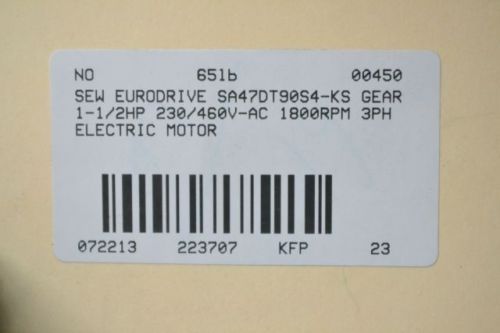 NO 65lb 00450
SEW EURODRIVE SA47DT90S4-KS GEAR
1-1/2HP 230/460V-AC 1800RPM 3PH
ELECTRIC MOTOR
072213 223707 KFP 23